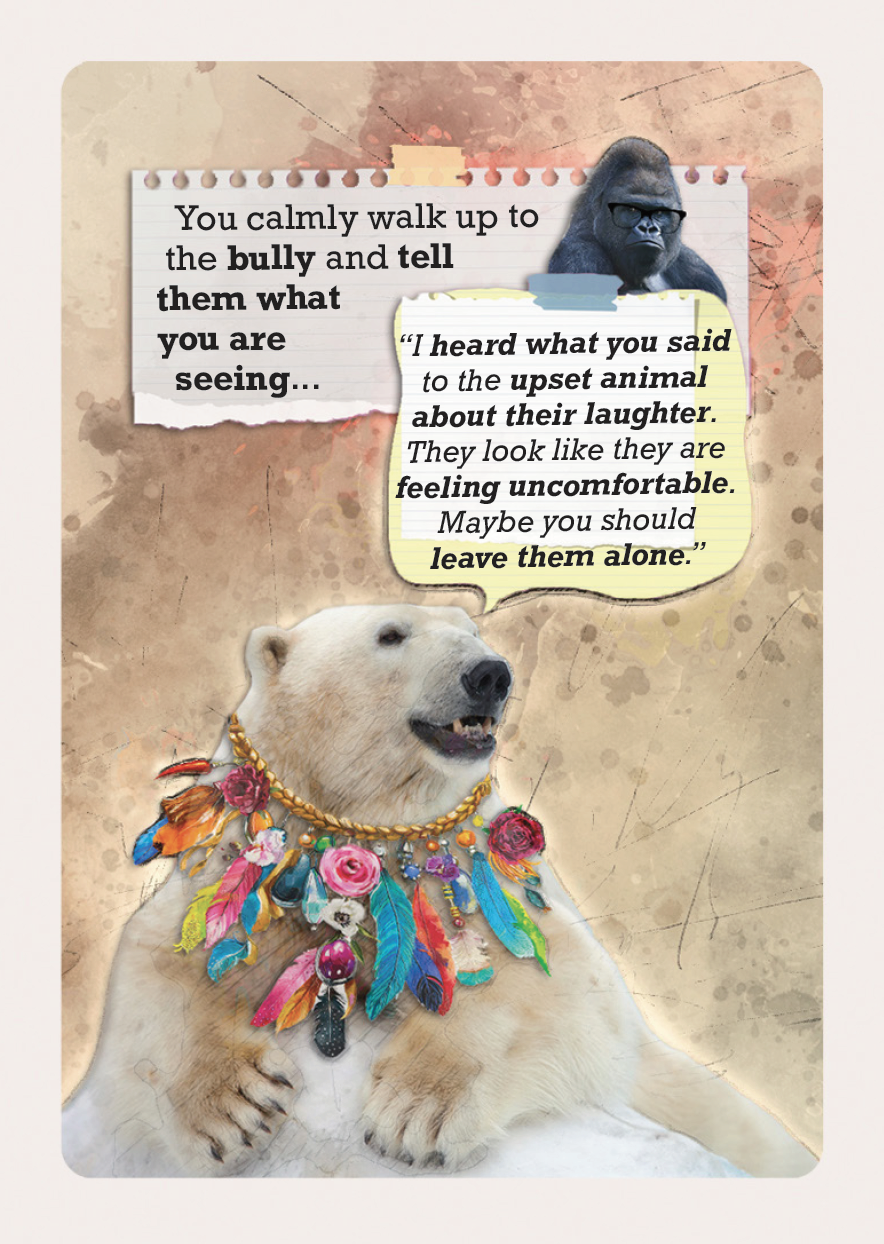 You calmly walk up to
the bully and tell
them what
you are
seeing...
“I heard what you said
to the upset animal
about their laughter.
They look like they are
feeling uncomfortable.
Maybe you should
leave them alone.”